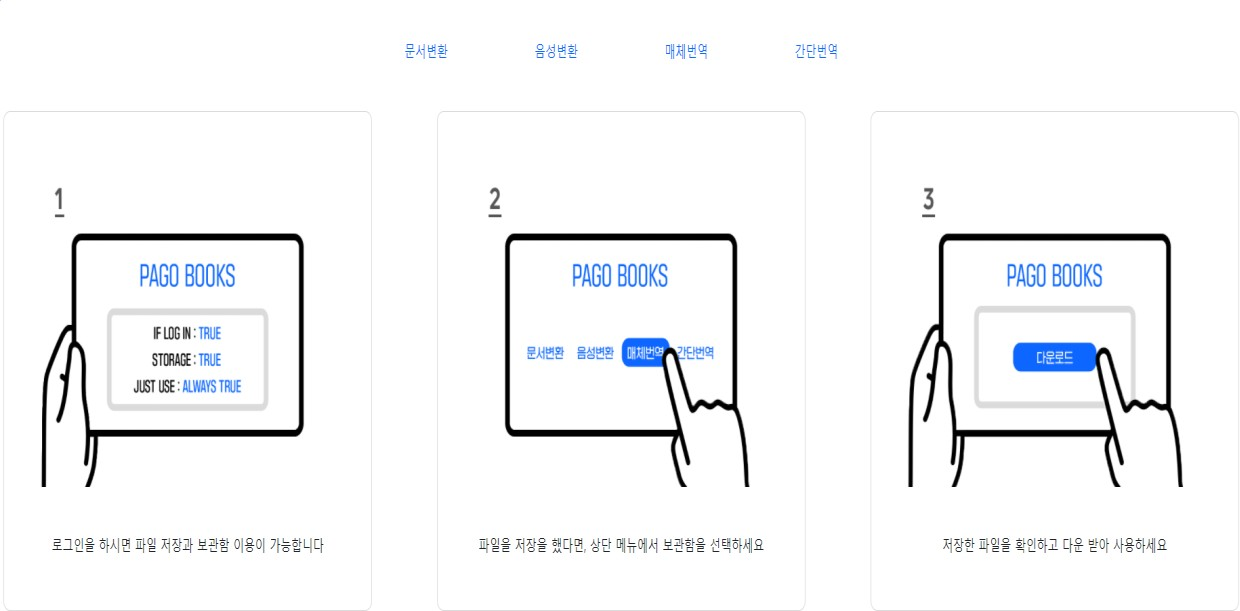 문서변환 음성변환 매체번역 간단번역
1
PAGO BOOKS
IF LOG IN : TRUE
STORAGE : TRUE
JUST USE : ALWAYS TRUE
로그인을 하시면 파일 저장과 보관함 이용이 가능합니다
2
PAGO BOOKS
문서변환 음성변환 매체번역 간단번역
파일을 저장을 했다면, 상단 메뉴에서 보관함을 선택하세요
3
PAGO BOOKS
다운로드
저장한 파일을 확인하고 다운 받아 사용하세요